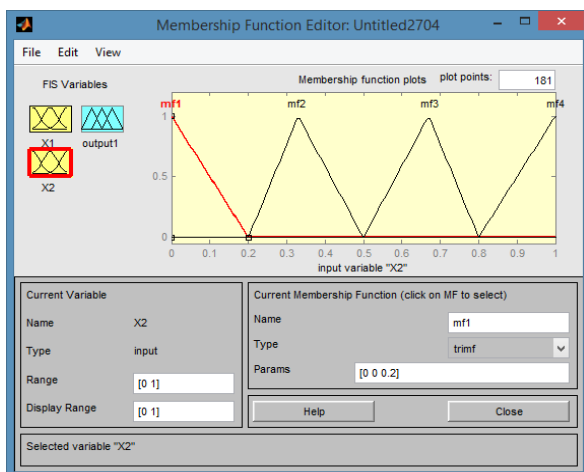 Membership Function Editor: Untitled2704
File Edit View
FIS Variables
Membership function plots plot points: 181
X1 output1
X2
mf1 mf2 mf3 mf4
1
0.5
0
0 0.1 0.2 0.3 0.4 0.5 0.6 0.7 0.8 0.9 1
input variable "X2"
Current Variable
Name X2
Type input
Range [0 1]
Display Range [0 1]
Current Membership Function (click on MF to select)
Name mf1
Type trimf
Params [0 0 0.2]
Help Close
Selected variable "X2"